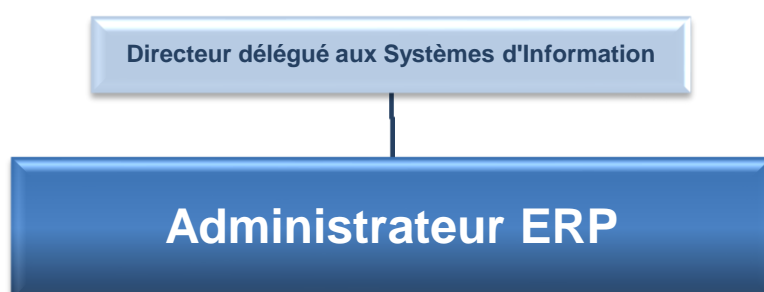 Directeur délégué aux Systèmes d'Information
Administrateur ERP